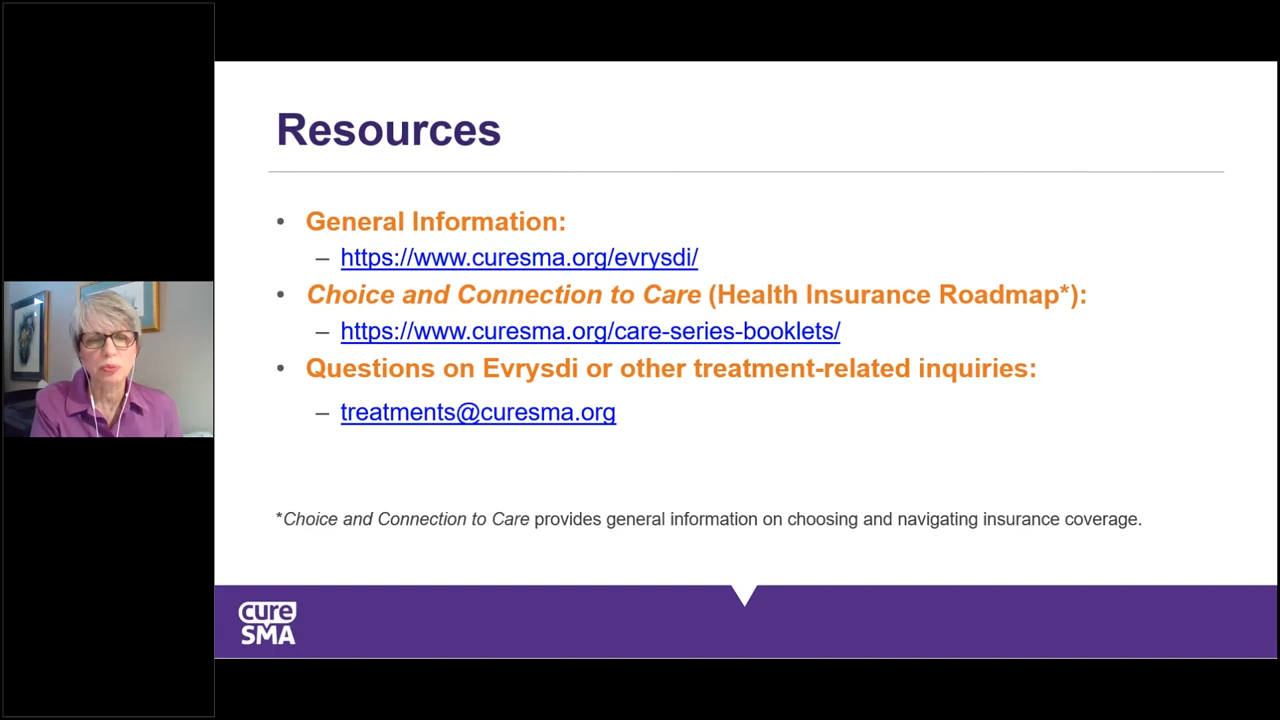 Resources
• General Information:
– https://www.curesma.org/evrysdi/
• Choice and Connection to Care (Health Insurance Roadmap*):
– https://www.curesma.org/care-series-booklets/
• Questions on Evrysdi or other treatment-related inquiries:
– treatments@curesma.org
*Choice and Connection to Care provides general information on choosing and navigating insurance coverage.
cure
SMA